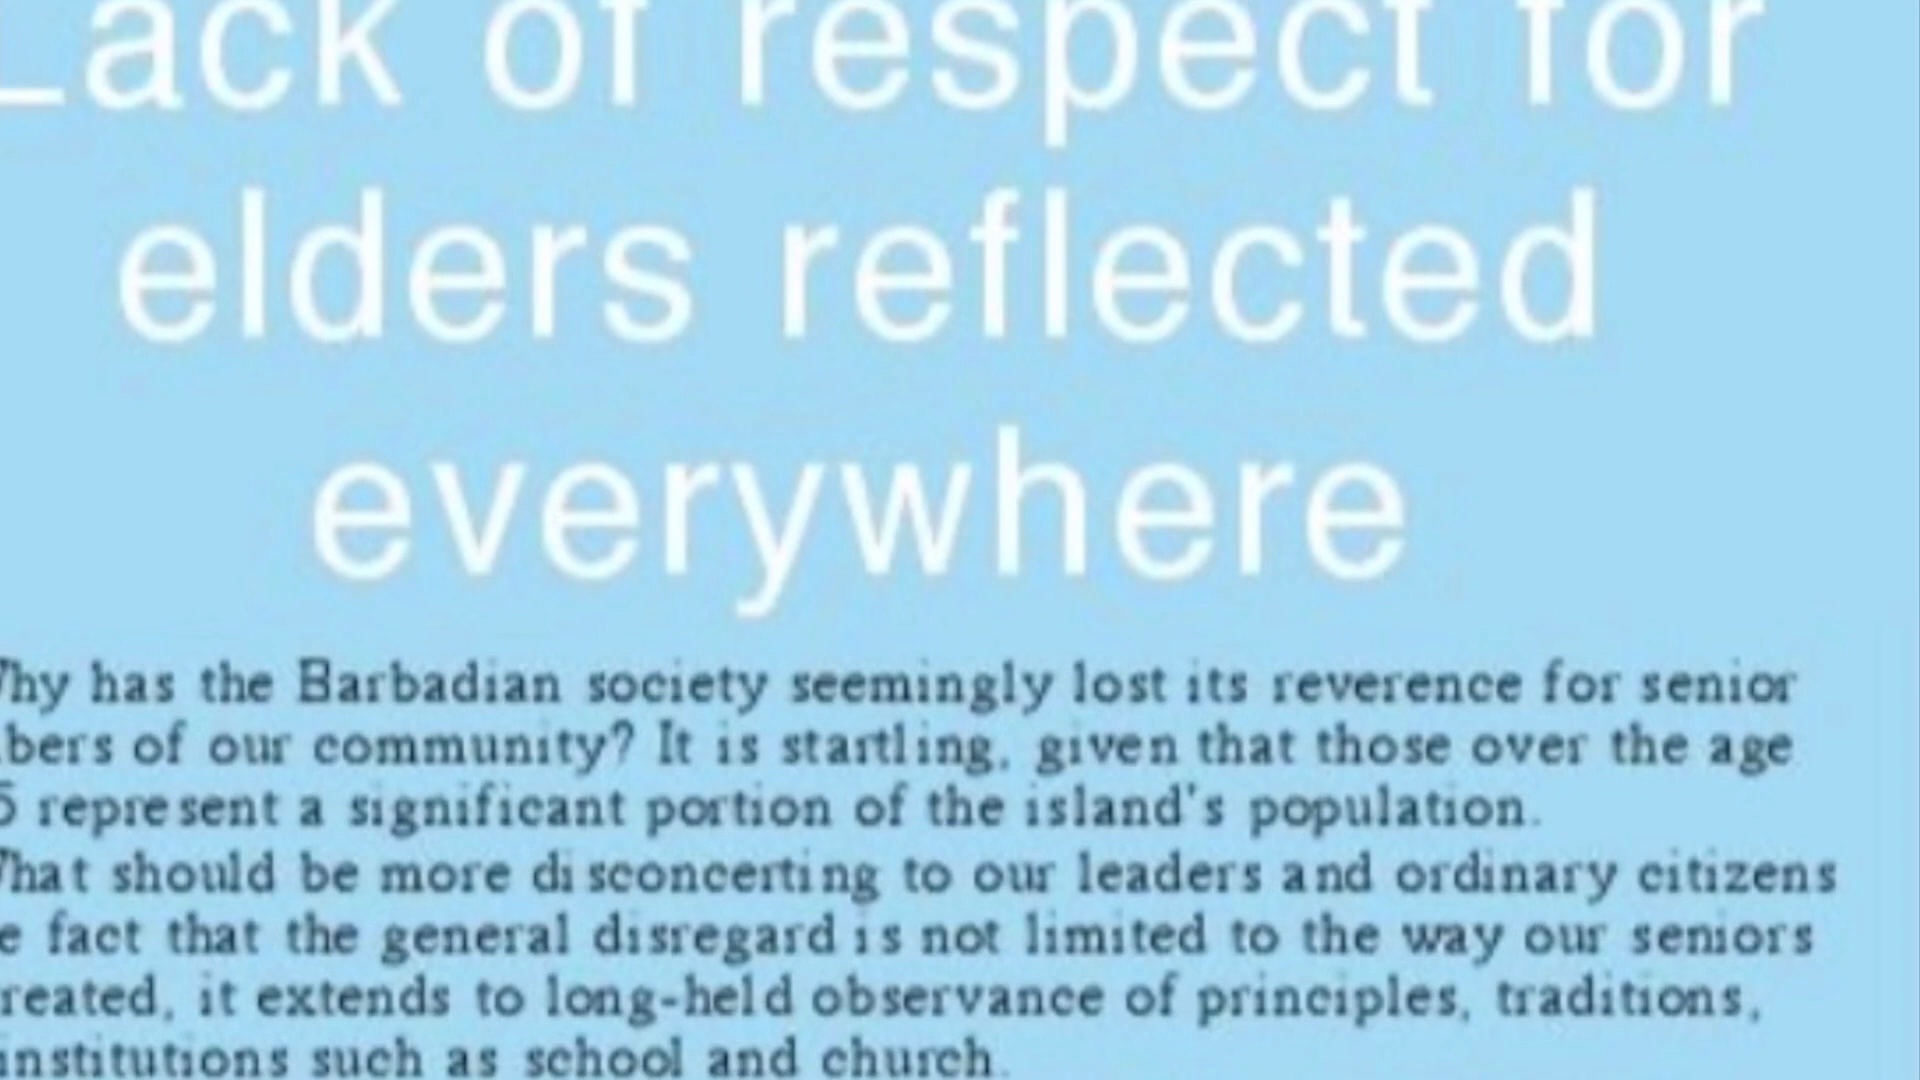 Lack of respect for
elders reflected
everywhere
Why has the Barbadian society seemingly lost its reverence for senior
bers of our community? It is startling, given that those over the age
5 represent a significant portion of the island's population.
What should be more disconcerting to our leaders and ordinary citizens
e fact that the general disregard is not limited to the way our seniors
reated, it extends to long-held observance of principles, traditions,
institutions such as school and church.